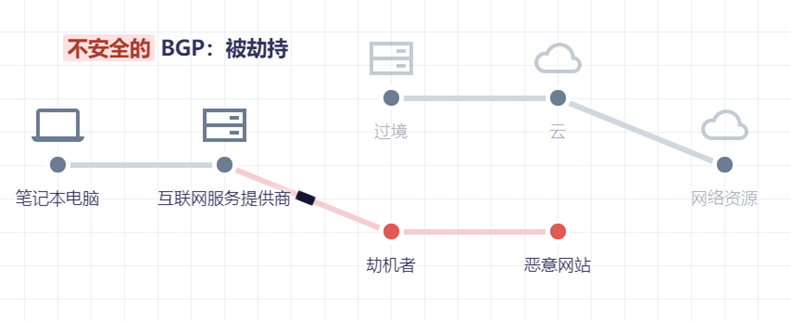 不安全的 BGP：被劫持
过境
云
笔记本电脑
互联网服务提供商
网络资源
劫机者
恶意网站